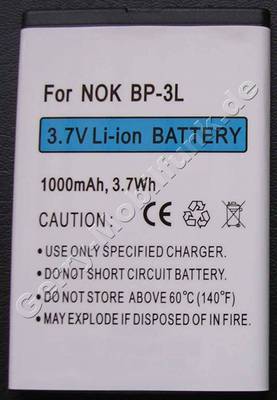 For NOK BP-3L
3.7V Li-ion BATTERY
1000mAh, 3.7Wh
CAUTION:
• USE ONLY SPECIFIED CHARGER.
• DO NOT SHORT CIRCUIT BATTERY.
• DO NOT STORE ABOVE 60°C (140°F)
• MAY EXPLODE IF DISPOSED OF IN FIRE.